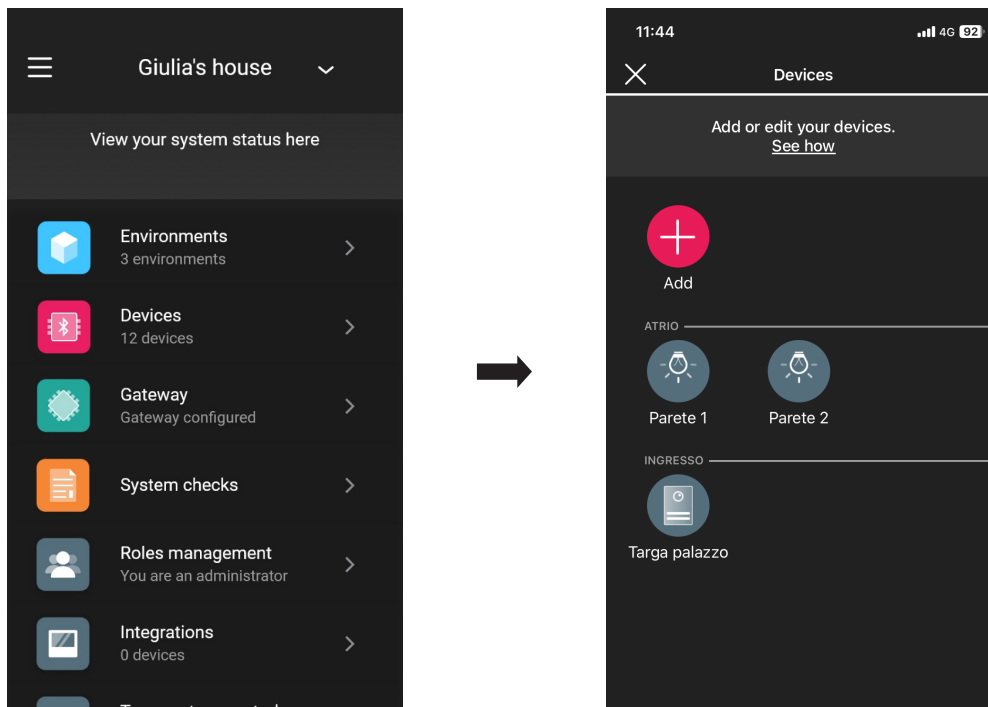 Giulia's house
View your system status here
Environments
3 environments
Devices
12 devices
Gateway
Gateway configured
System checks
Roles management
You are an administrator
Integrations
0 devices
11:44
4G 92
Devices
Add or edit your devices.
See how
Add
ATRIO
Parete 1 Parete 2
INGRESSO
Targa palazzo